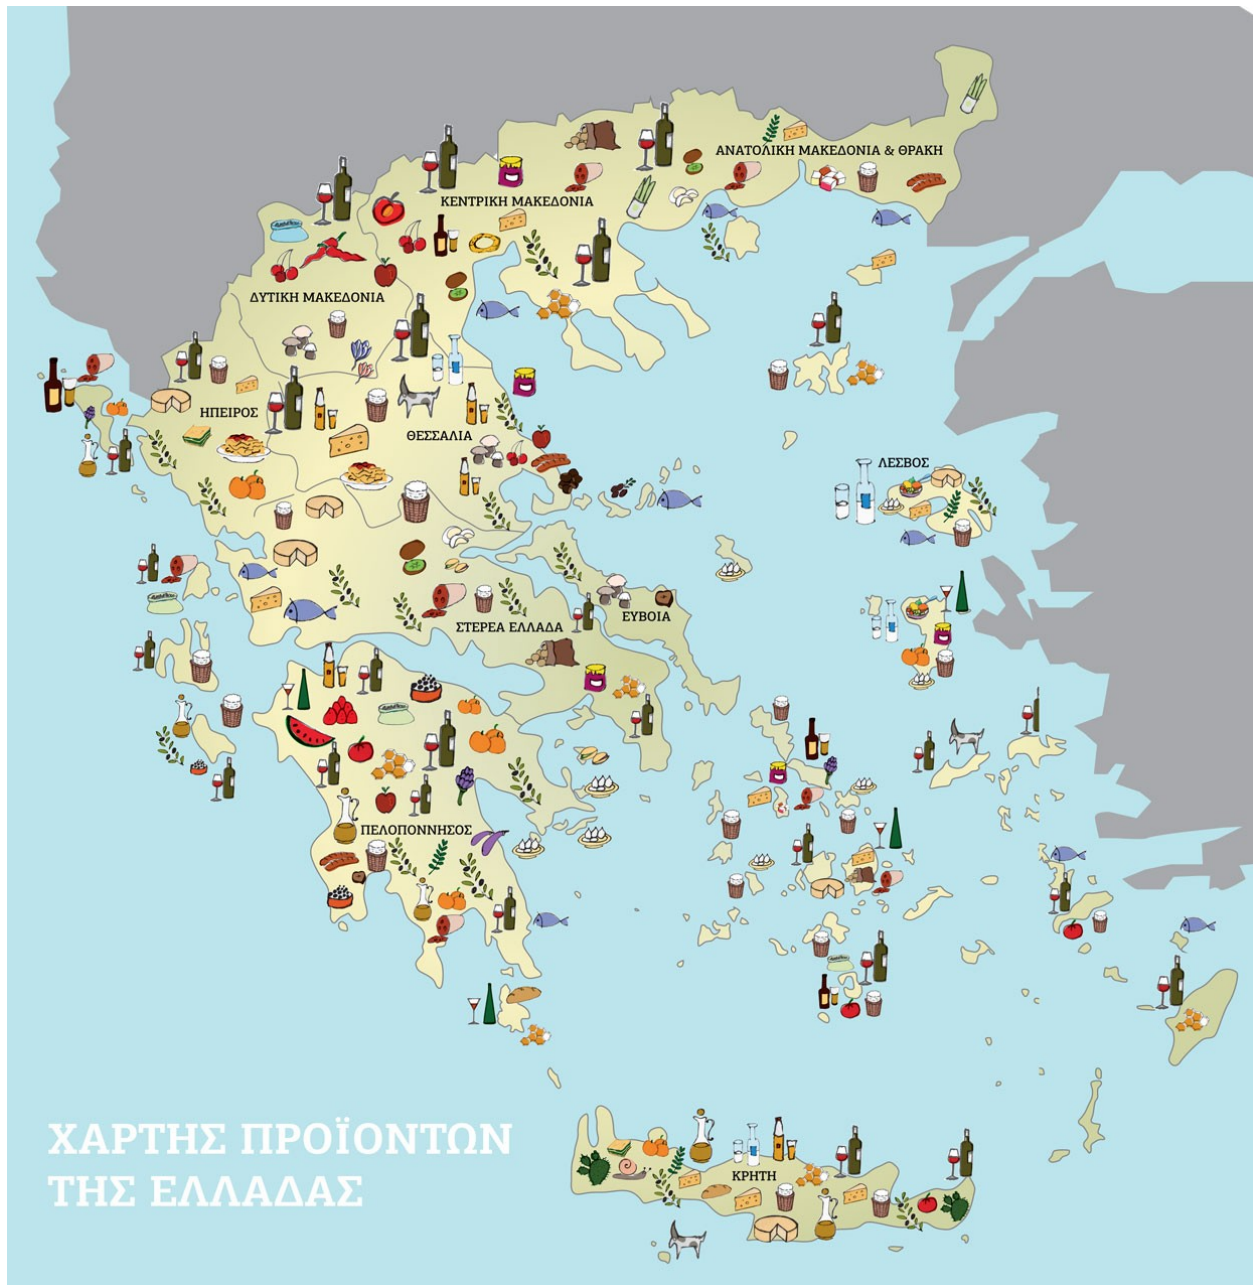 ΑΝΑΤΟΛΙΚΗ ΜΑΚΕΔΟΝΙΑ & ΘΡΑΚΗ
ΚΕΝΤΡΙΚΗ ΜΑΚΕΔΟΝΙΑ
ΔΥΤΙΚΗ ΜΑΚΕΔΟΝΙΑ
ΗΠΕΙΡΟΣ
ΘΕΣΣΑΛΙΑ
ΛΕΣΒΟΣ
ΕΥΒΟΙΑ
ΣΤΕΡΕΑ ΕΛΛΑΔΑ
ΠΕΛΟΠΟΝΝΗΣΟΣ
ΚΡΗΤΗ
ΧΑΡΤΗΣ ΠΡΟΪΟΝΤΩΝ
ΤΗΣ ΕΛΛΑΔΑΣ